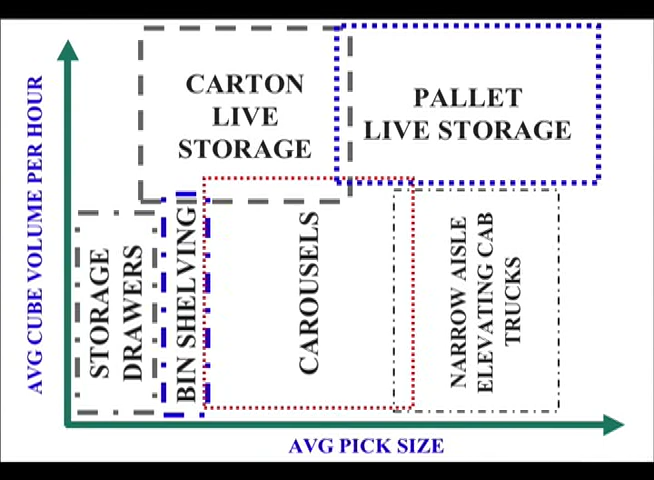 CARTON
LIVE
STORAGE
PALLET
LIVE STORAGE
AVG CUBE VOLUME PER HOUR
STORAGE
DRAWERS
BIN SHELVING
CAROUSELS
NARROW AISLE
ELEVATING CAB
TRUCKS
AVG PICK SIZE